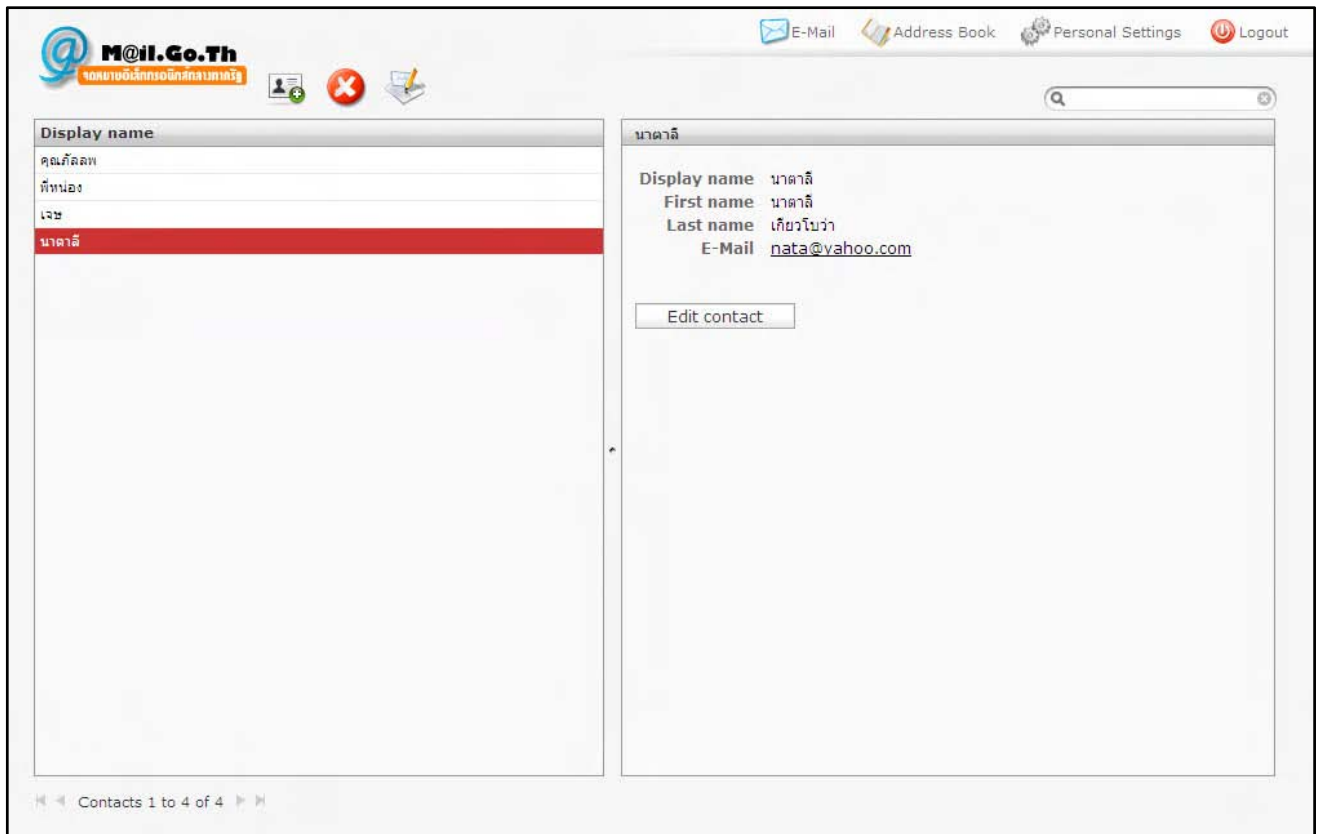 E-Mail Address Book Personal Settings Logout
M@il.Go.Th
จดหมายอิเล็กทรอนิกส์กลางภาครัฐ
Display name
คุณภัลลพ
พี่หน่อง
เจษ
นาตาลี
นาตาลี
Display name นาตาลี
First name นาตาลี
Last name เกียวโบว่า
E-Mail nata@yahoo.com
Edit contact
Contacts 1 to 4 of 4